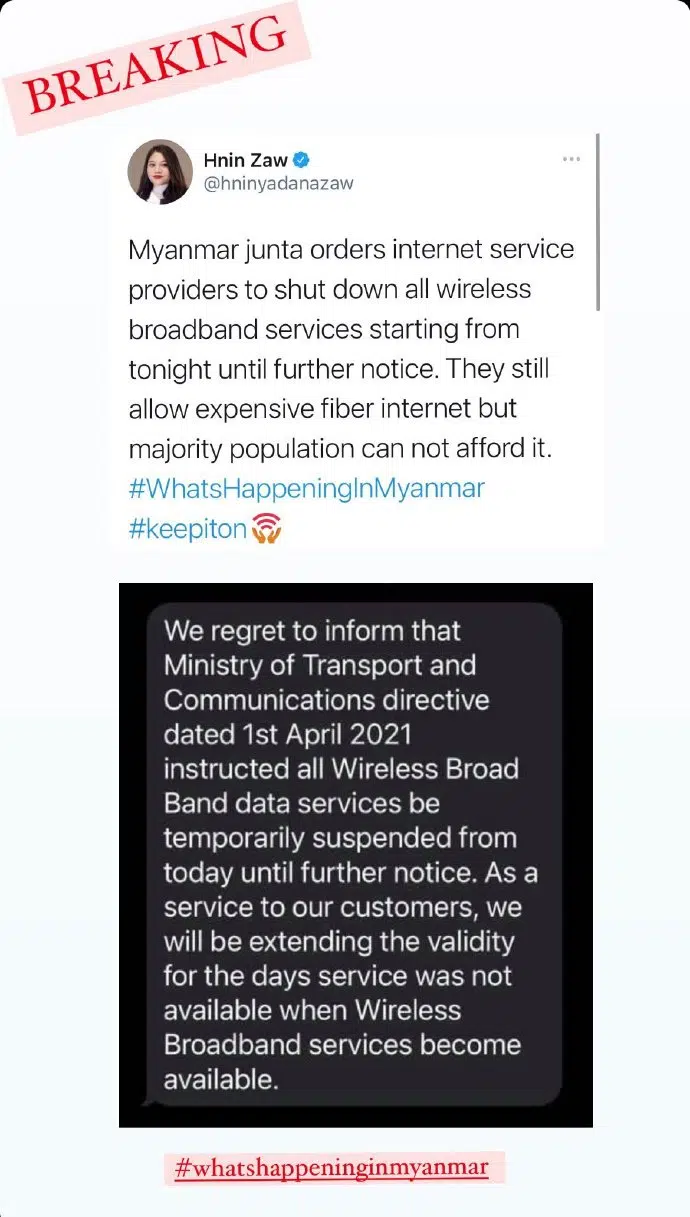 BREAKING
Hnin Zaw
@hninyadanazaw
Myanmar junta orders internet service
providers to shut down all wireless
broadband services starting from
tonight until further notice. They still
allow expensive fiber internet but
majority population can not afford it.
#WhatsHappeningInMyanmar
#keepiton
We regret to inform that
Ministry of Transport and
Communications directive
dated 1st April 2021
instructed all Wireless Broad
Band data services be
temporarily suspended from
today until further notice. As a
service to our customers, we
will be extending the validity
for the days service was not
available when Wireless
Broadband services become
available.
#whatshappeninginmyanmar